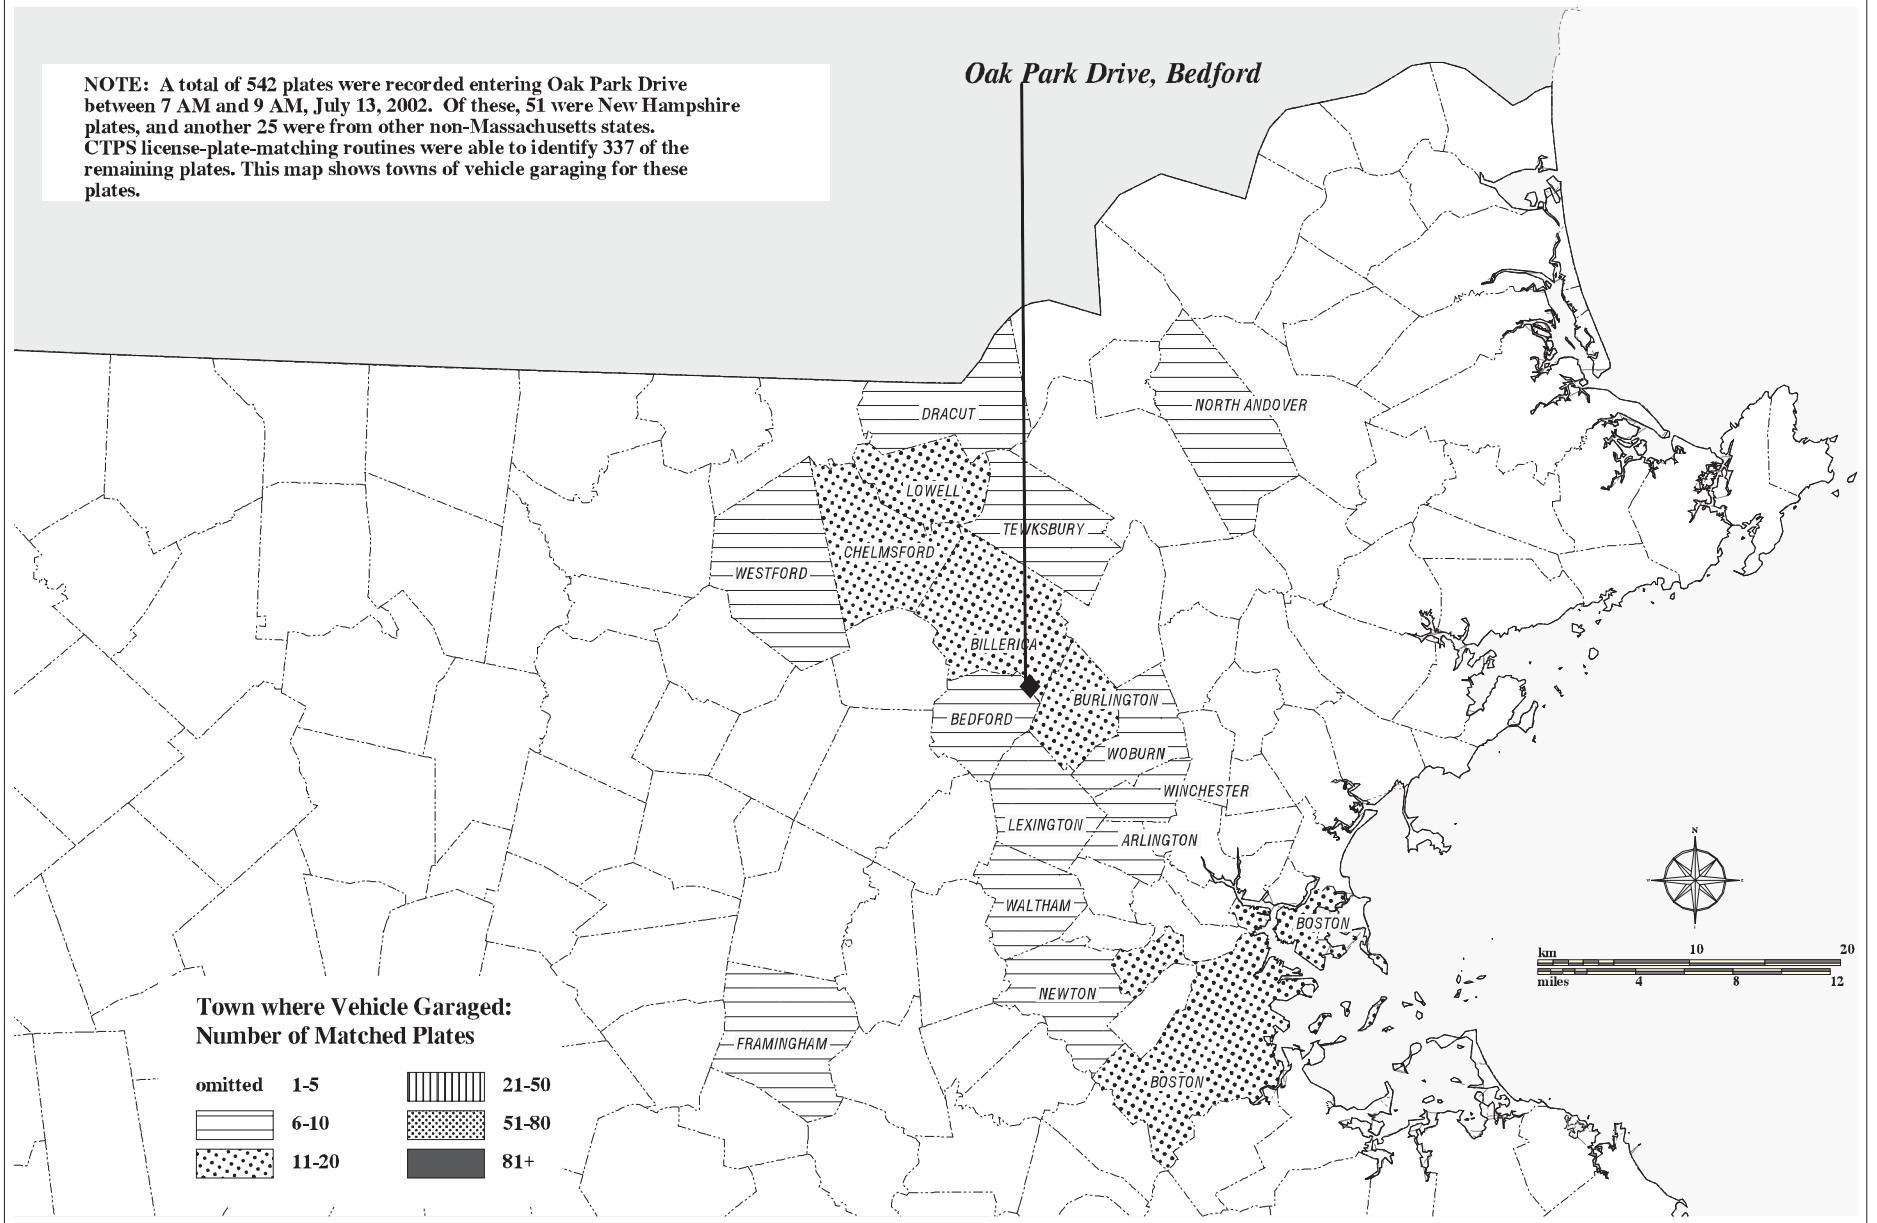 Oak Park Drive, Bedford
NOTE: A total of 542 plates were recorded entering Oak Park Drive
between 7 AM and 9 AM, July 13, 2002. Of these, 51 were New Hampshire
plates, and another 25 were from other non-Massachusetts states.
CTPS license-plate-matching routines were able to identify 337 of the
remaining plates. This map shows towns of vehicle garaging for these
plates.
NORTH ANDOVER
DRACUT
LOWELL
TEWKSBURY
CHELMSFORD
WESTFORD
BILLERICA
BURLINGTON
BEDFORD
WOBURN
WINCHESTER
LEXINGTON
ARLINGTON
WALTHAM
BOSTON
NEWTON
FRAMINGHAM
BOSTON
N
km 10 20
miles 4 8 12
Town where Vehicle Garaged:
Number of Matched Plates
omitted 1-5 21-50
6-10 51-80
11-20 81+